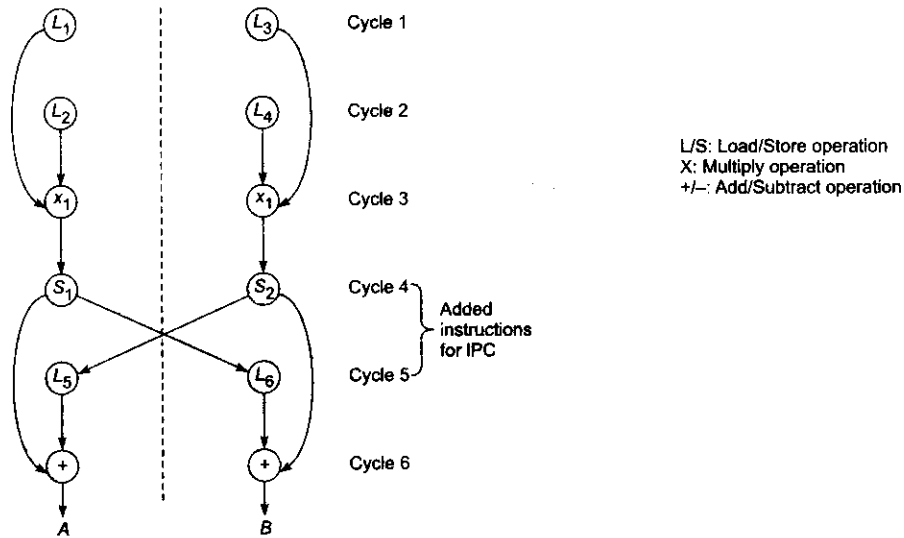 L1 L3 Cycle 1
L2 L4 Cycle 2
L/S: Load/Store operation
X: Multiply operation
+/–: Add/Subtract operation
x1 x1 Cycle 3
S1 S2 Cycle 4
Added
instructions
for IPC
L5 L6 Cycle 5
+ + Cycle 6
A B